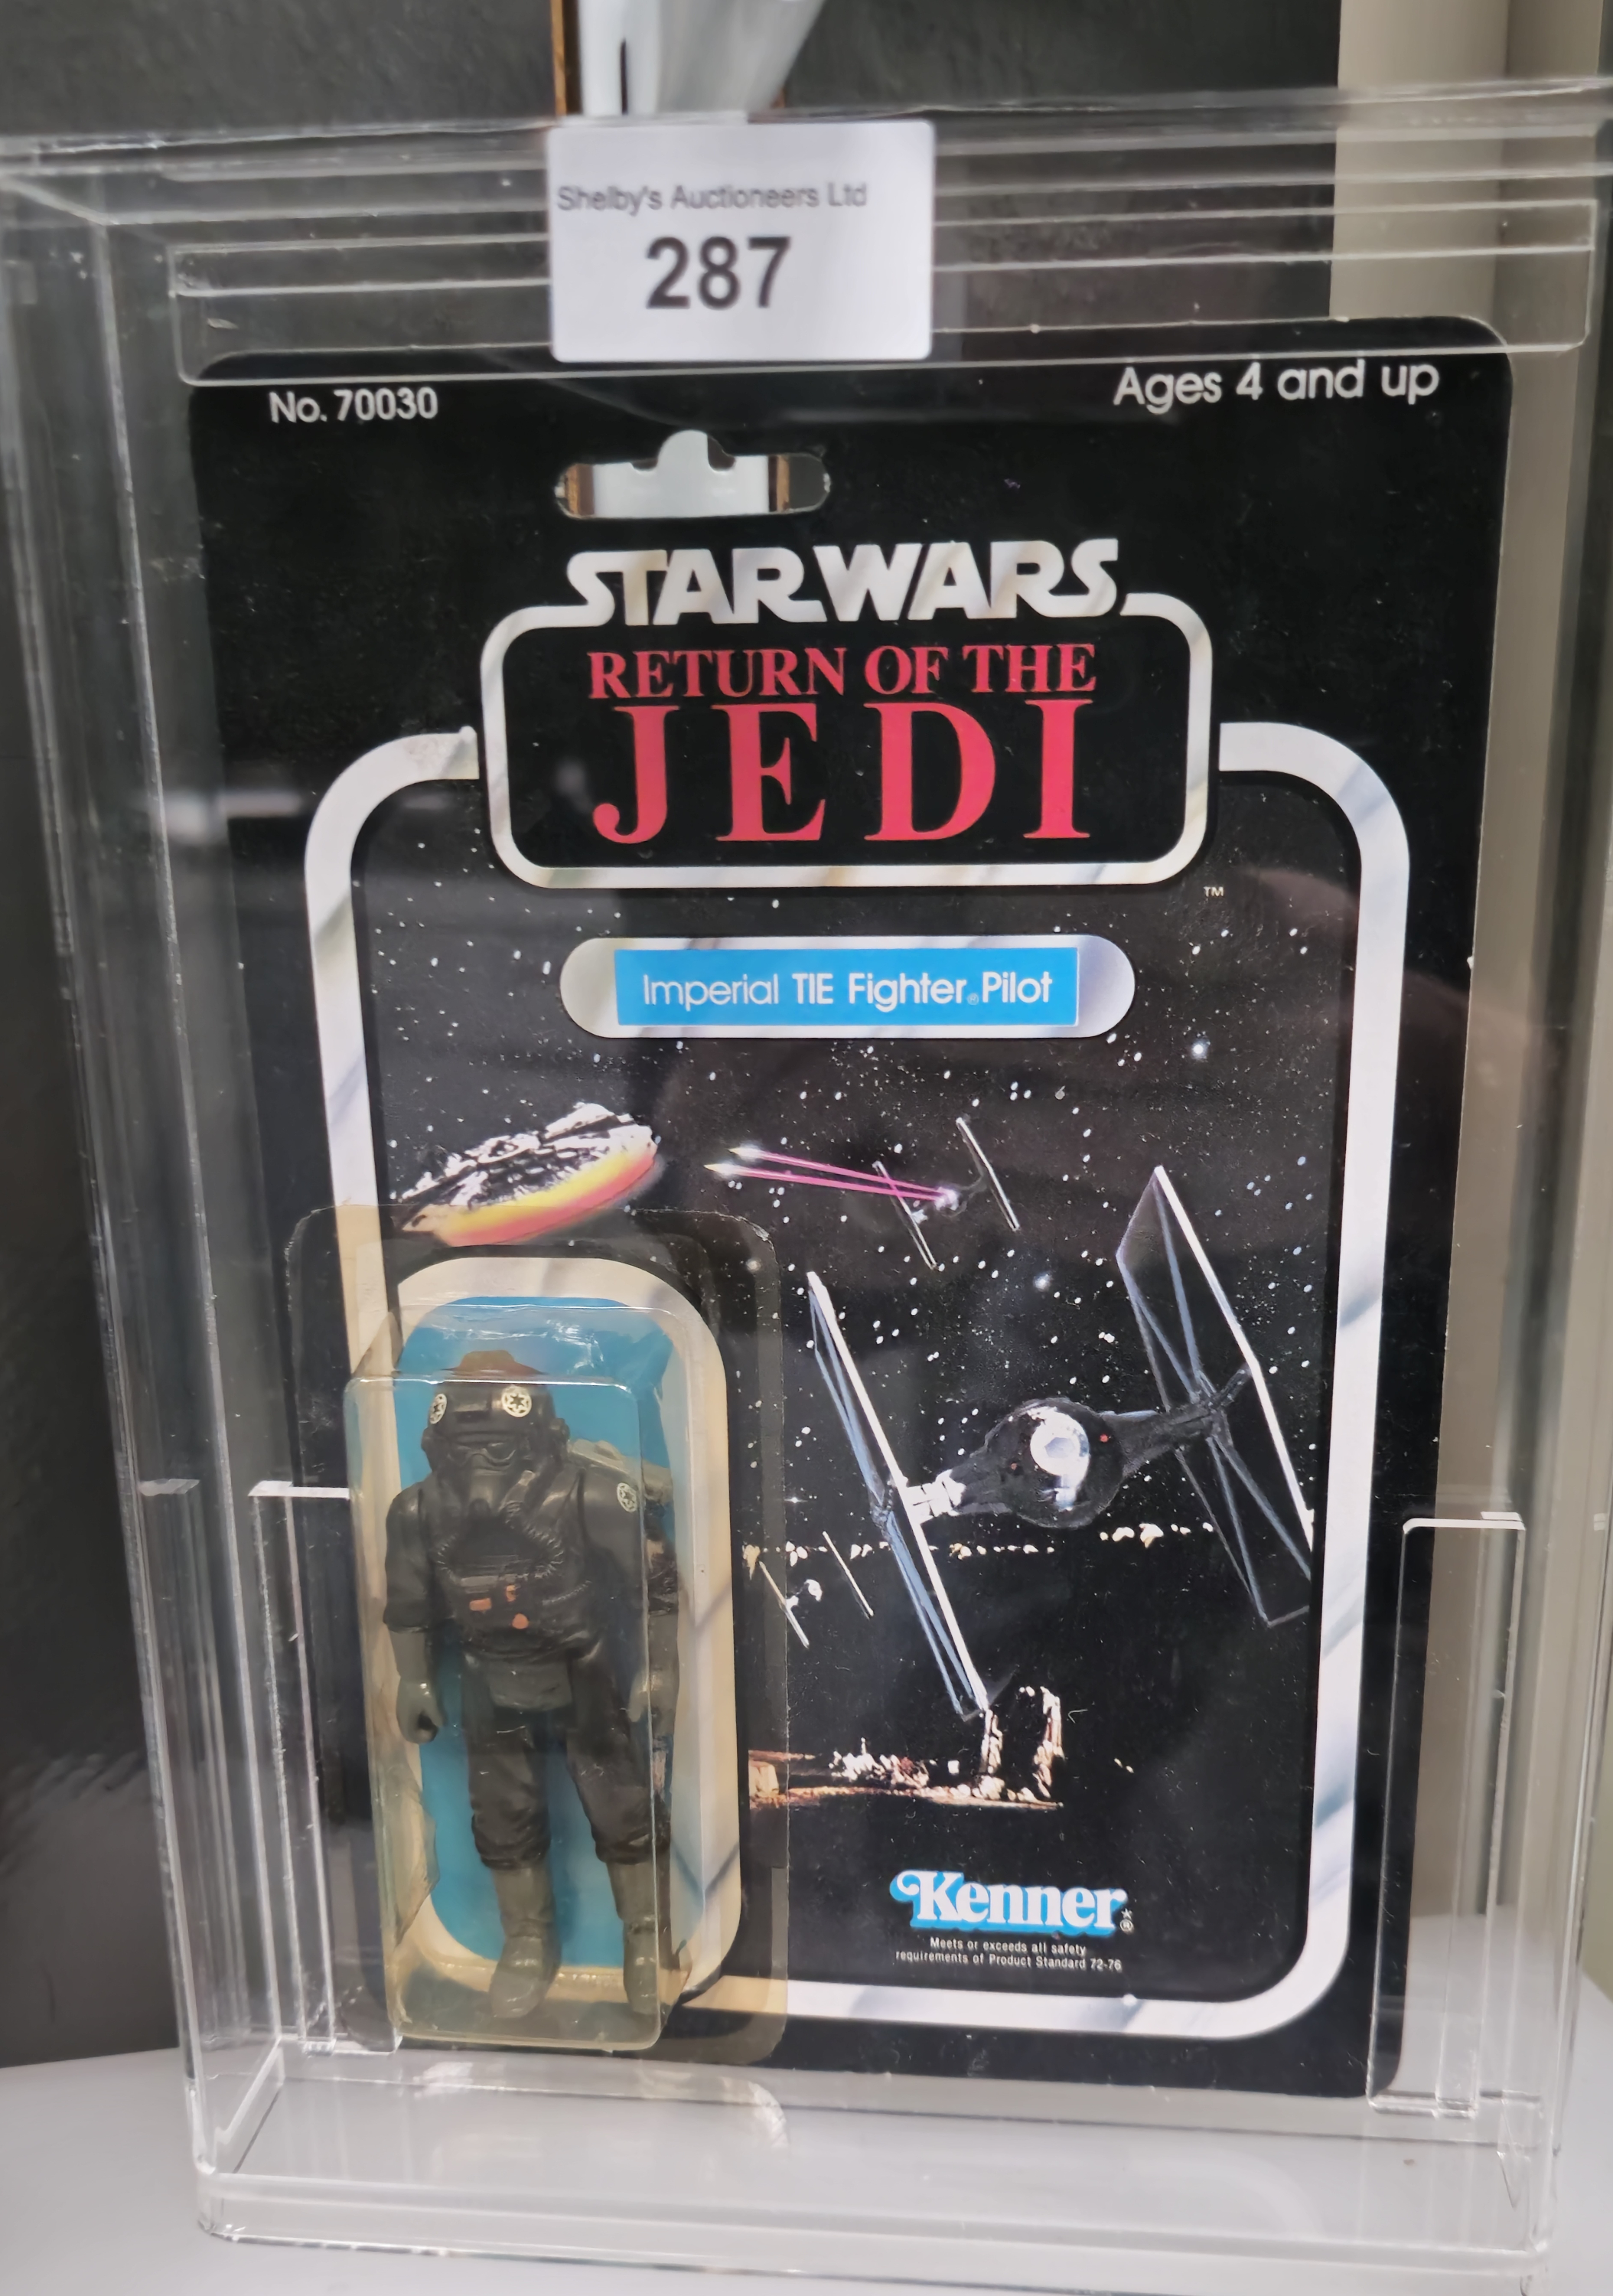 Shelby's Auctioneers Ltd
287
No. 70030
Ages 4 and up
STAR WARS
RETURN OF THE
JEDI
TM
Imperial TIE Fighter® Pilot
Kenner®
Meets or exceeds all safety
requirements of Product Standard 72-76